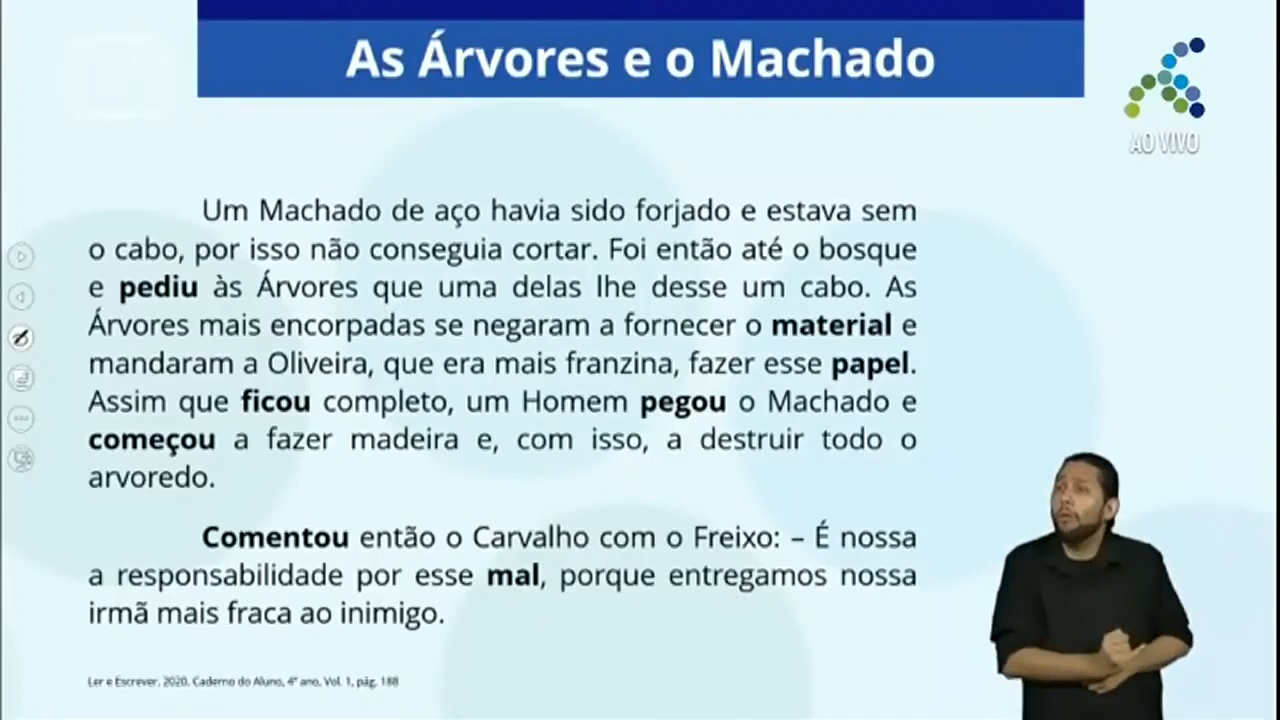 As Árvores e o Machado
AO VIVO
Um Machado de aço havia sido forjado e estava sem
o cabo, por isso não conseguia cortar. Foi então até o bosque
e pediu às Árvores que uma delas lhe desse um cabo. As
Árvores mais encorpadas se negaram a fornecer o material e
mandaram a Oliveira, que era mais franzina, fazer esse papel.
Assim que ficou completo, um Homem pegou o Machado e
começou a fazer madeira e, com isso, a destruir todo o
arvoredo.
Comentou então o Carvalho com o Freixo: – É nossa
a responsabilidade por esse mal, porque entregamos nossa
irmã mais fraca ao inimigo.
Ler e Escrever, 2020, Caderno do Aluno, 4º ano, Vol. 1, pág. 188